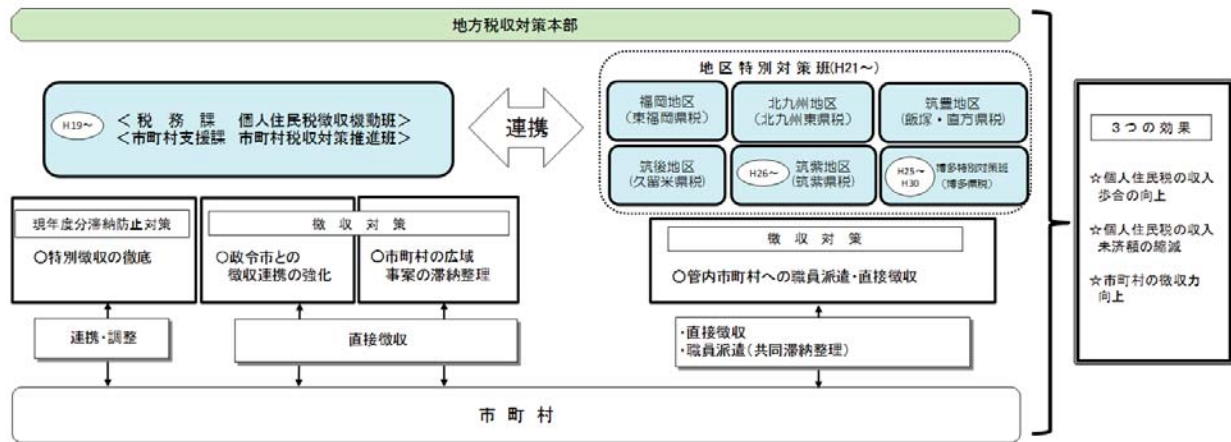 地方税収対策本部
H19～
＜税務課 個人住民税徴収機動班＞
＜市町村支援課 市町村税収対策推進班＞
連携
地区特別対策班(H21～)
福岡地区
(東福岡県税)
北九州地区
(北九州東県税)
筑豊地区
(飯塚・直方県税)
筑後地区
(久留米県税)
H26～
筑紫地区
(筑紫県税)
H25～
H30
博多特別対策班
(博多県税)
現年度分滞納防止対策
○特別徴収の徹底
徴収対策
○政令市との
徴収連携の強化
○市町村の広域
事案の滞納整理
徴収対策
○管内市町村への職員派遣・直接徴収
連携・調整
直接徴収
・直接徴収
・職員派遣(共同滞納整理)
市町村
3つの効果
☆個人住民税の収入
歩合の向上
☆個人住民税の収入
未済額の縮減
☆市町村の徴収力
向上